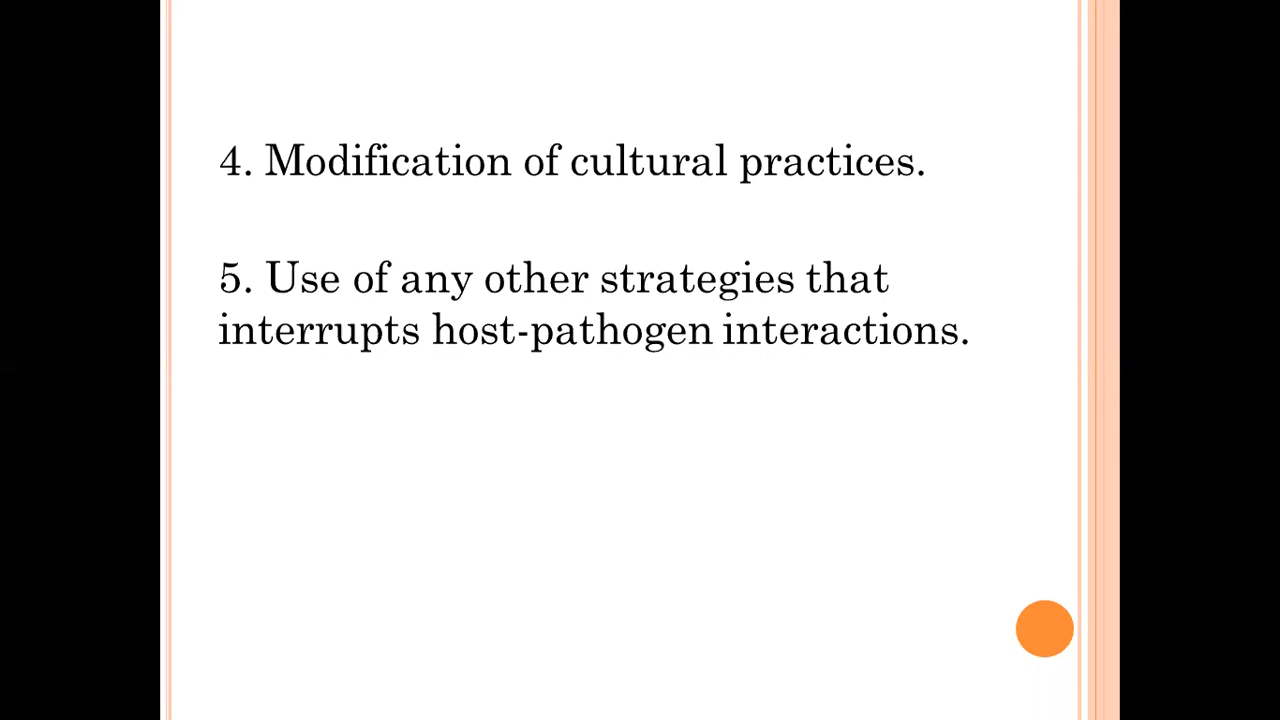 4. Modification of cultural practices.
5. Use of any other strategies that
interrupts host-pathogen interactions.